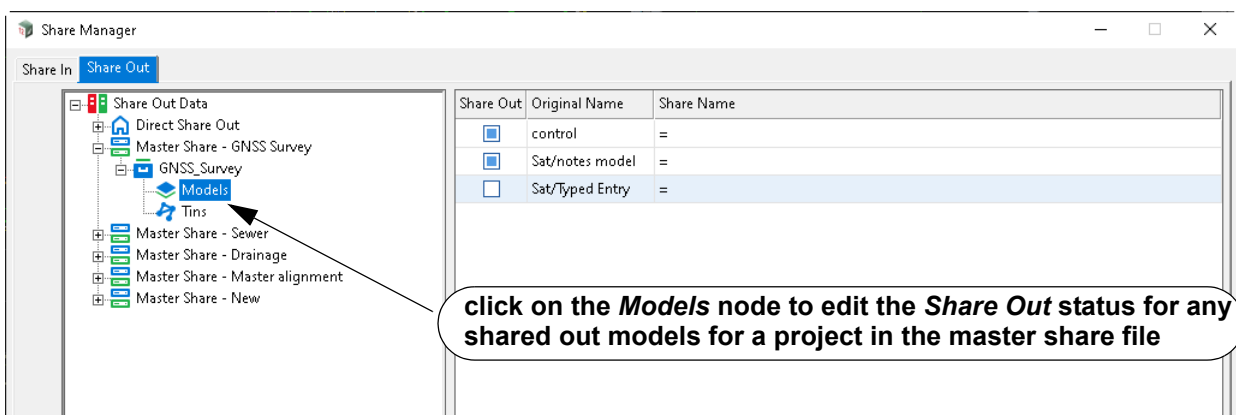 Share Manager
Share In Share Out
Share Out Data
Direct Share Out
Master Share - GNSS Survey
GNSS_Survey
Models
Tins
Master Share - Sewer
Master Share - Drainage
Master Share - Master alignment
Master Share - New
Share Out Original Name Share Name
control =
Sat/notes model =
Sat/Typed Entry =
click on the Models node to edit the Share Out status for any
shared out models for a project in the master share file